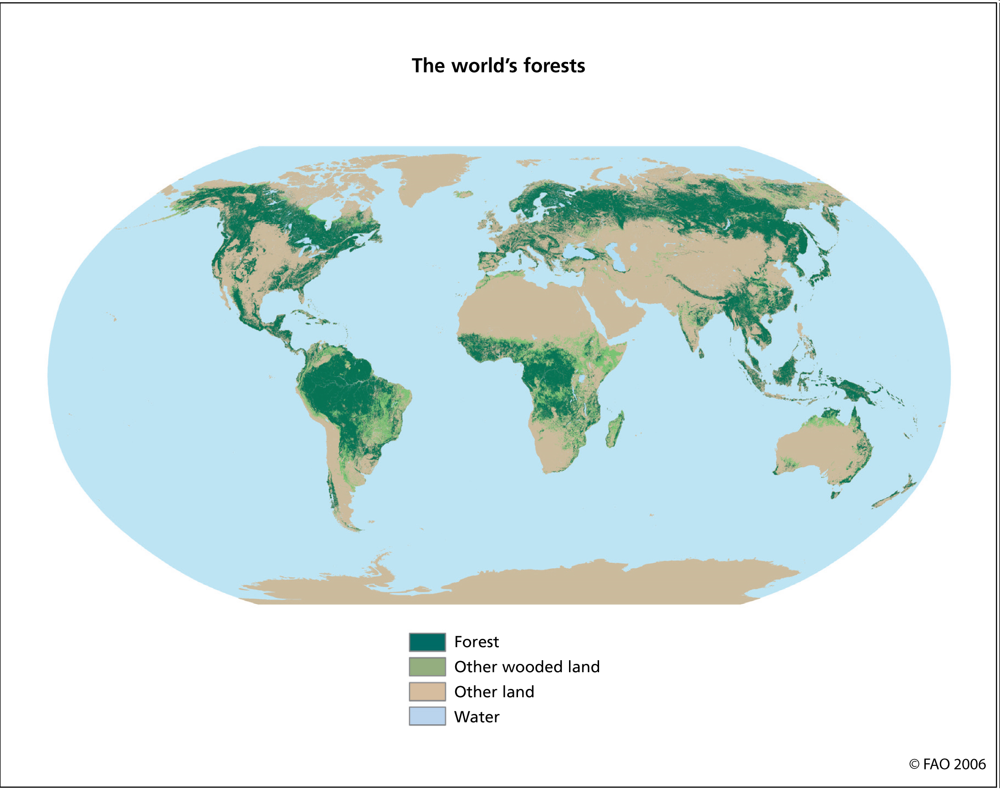 The world’s forests
Forest
Other wooded land
Other land
Water
© FAO 2006